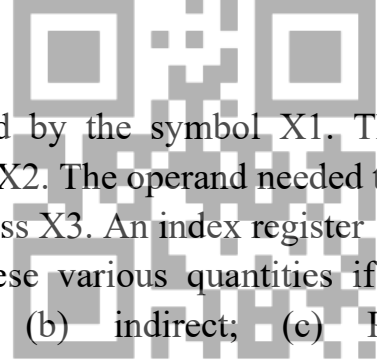 d by the symbol X1. T
X2. The operand needed t
ss X3. An index register
ese various quantities if
(b) indirect; (c)